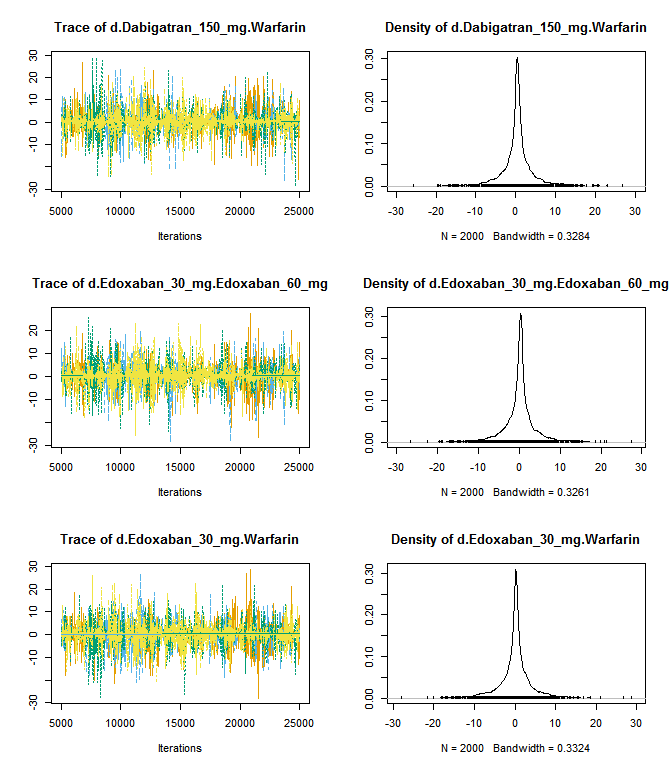 Trace of d.Dabigatran_150_mg.Warfarin
30
20
10
0
-10
-30
5000 10000 15000 20000 25000
Iterations
Density of d.Dabigatran_150_mg.Warfarin
0.30
0.20
0.10
0.00
-30 -20 -10 0 10 20 30
N = 2000 Bandwidth = 0.3284
Trace of d.Edoxaban_30_mg.Edoxaban_60_mg
20
10
0
-10
-30
5000 10000 15000 20000 25000
Iterations
Density of d.Edoxaban_30_mg.Edoxaban_60_mg
0.30
0.20
0.10
0.00
-30 -20 -10 0 10 20 30
N = 2000 Bandwidth = 0.3261
Trace of d.Edoxaban_30_mg.Warfarin
30
20
10
0
-10
-30
5000 10000 15000 20000 25000
Iterations
Density of d.Edoxaban_30_mg.Warfarin
0.30
0.20
0.10
0.00
-30 -20 -10 0 10 20 30
N = 2000 Bandwidth = 0.3324